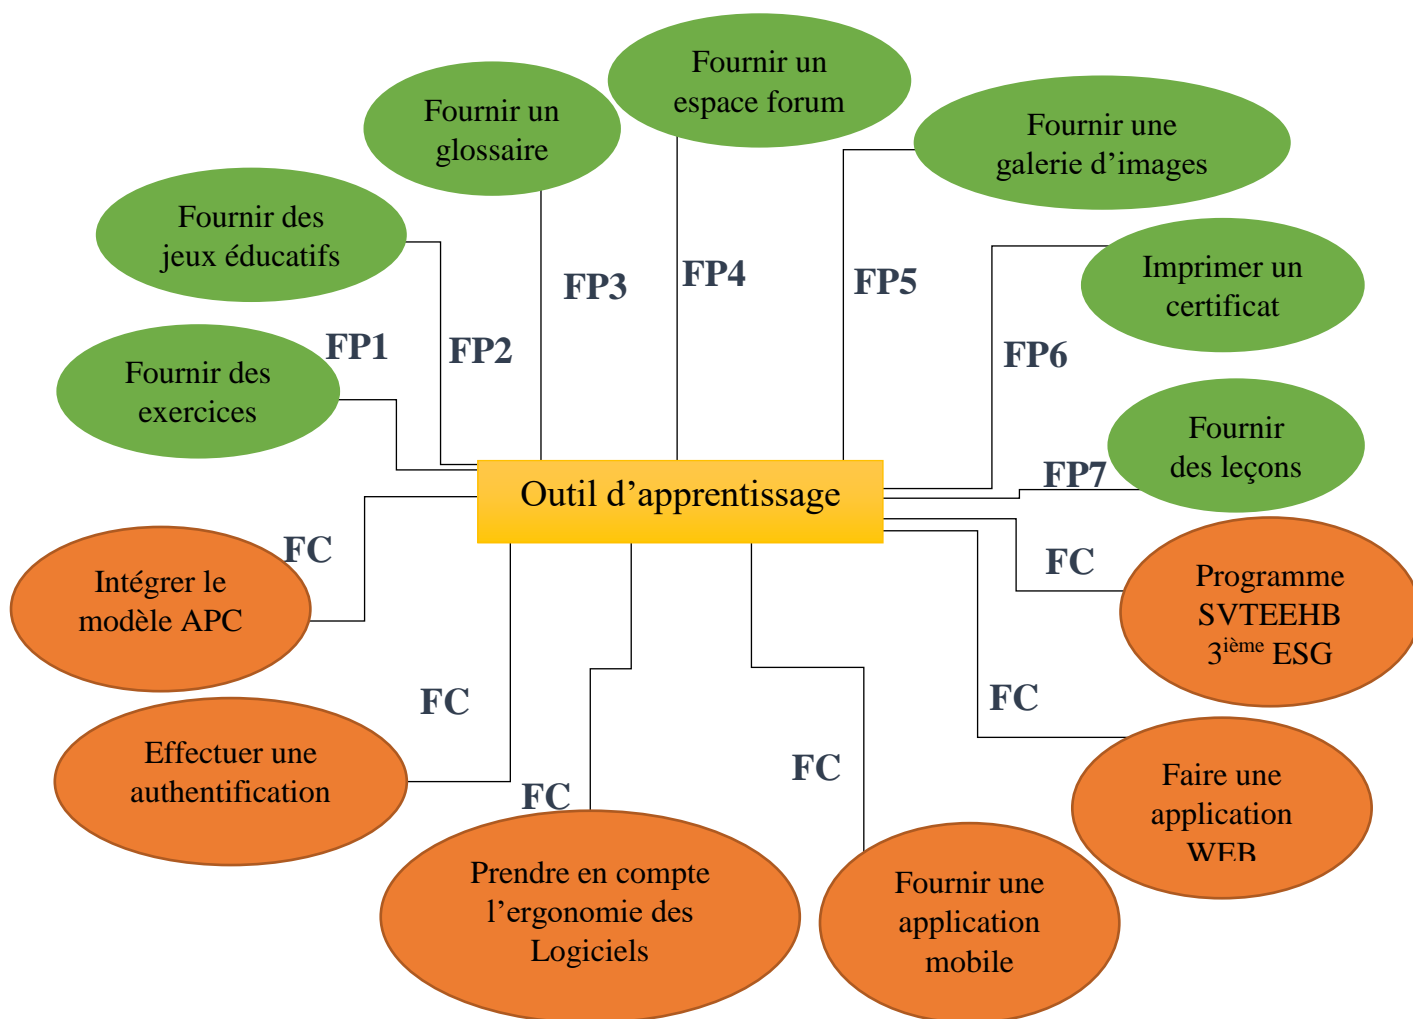 Fournir un
espace forum
Fournir un
glossaire
Fournir une
galerie d’images
Fournir des
jeux éducatifs
Imprimer un
certificat
FP3
FP4
FP5
FP1
FP2
FP6
Fournir des
exercices
Fournir
des leçons
FP7
Outil d’apprentissage
FC
FC
Intégrer le
modèle APC
Programme
SVTEEHB
3ième ESG
FC
FC
Effectuer une
authentification
FC
FC
Faire une
application
WEB
Prendre en compte
l’ergonomie des
Logiciels
Fournir une
application
mobile